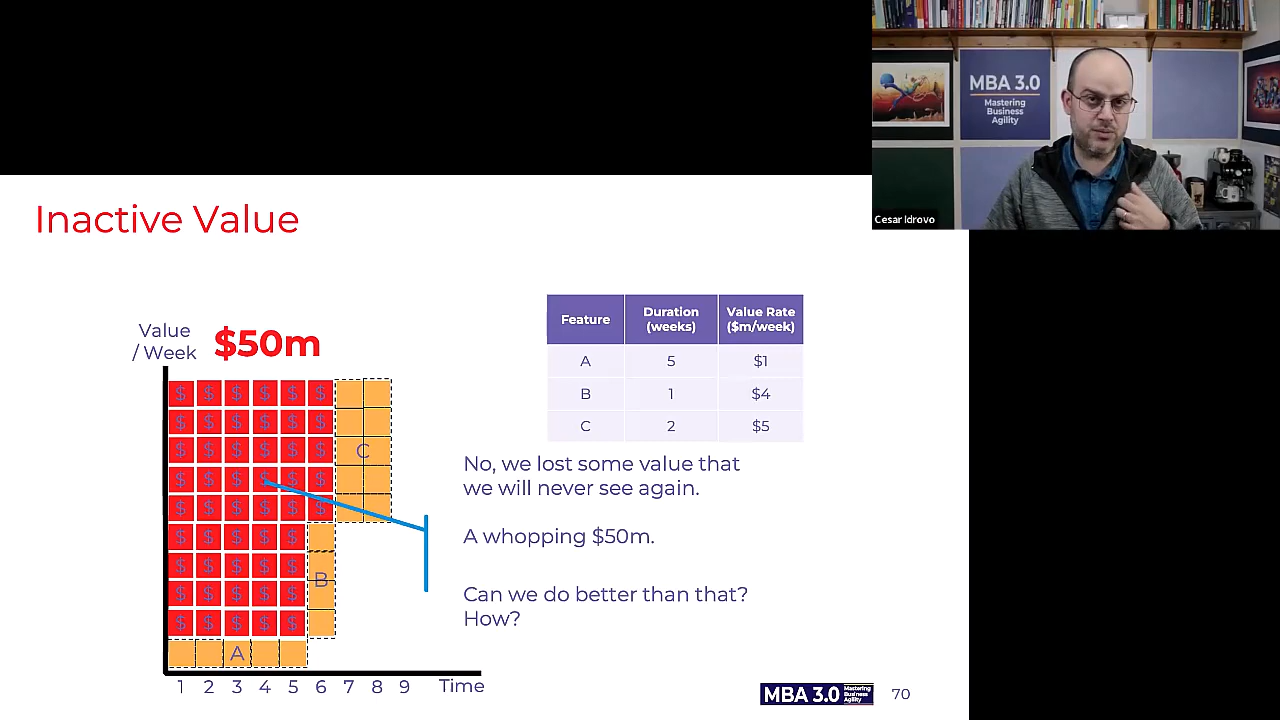 MBA 3.0
Mastering
Business
Agility
Cesar Idrovo
Inactive Value
Value
/ Week
$50m
$ $ $ $ $ $
$ $ $ $ $ $
$ $ $ $ $ $
C
$ $ $ $ $ $
$ $ $ $ $ $
$ $ $ $ $
$ $ $ $ $
B
$ $ $ $ $
$ $ $ $ $
A
1 2 3 4 5 6 7 8 9 Time
Feature Duration (weeks) Value Rate ($m/week)
A 5 $1
B 1 $4
C 2 $5
No, we lost some value that
we will never see again.
A whopping $50m.
Can we do better than that?
How?
MBA 3.0 Mastering Business Agility
70